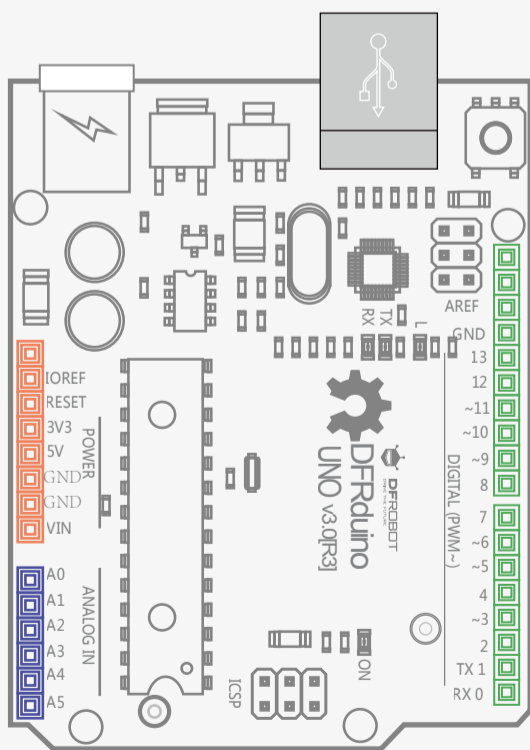 RX
TX
L
AREF
GND
13
12
~11
~10
~9
8
7
~6
~5
4
~3
2
TX 1
RX 0
DIGITAL (PWM~)
IOREF
RESET
3V3
5V
GND
GND
VIN
POWER
A0
A1
A2
A3
A4
A5
ANALOG IN
DFRduino
UNO v3.0[R3]
DFROBOT
ON
ICSP